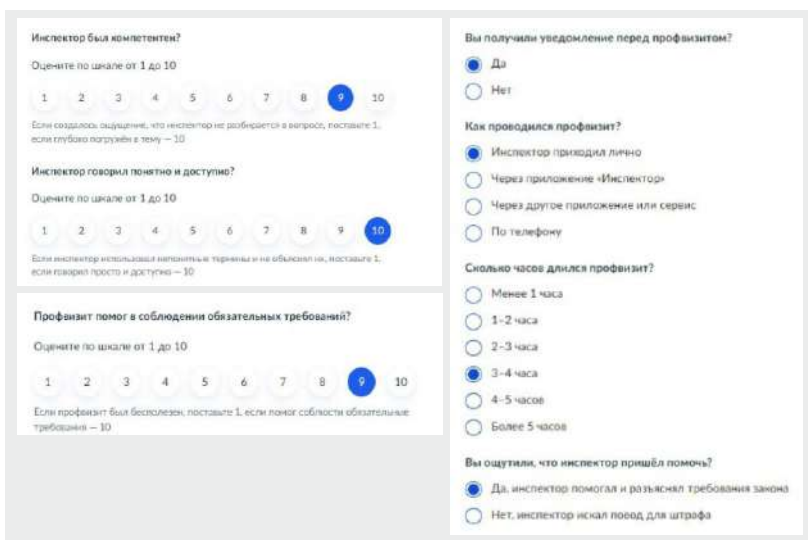 Инспектор был компетентен?
Оцените по шкале от 1 до 10
1 2 3 4 5 6 7 8 9 10
Если создалось ощущение, что инспектор не разбирается в вопросе, поставьте 1,
если глубоко погружён в тему — 10
Инспектор говорил понятно и доступно?
Оцените по шкале от 1 до 10
1 2 3 4 5 6 7 8 9 10
Если инспектор использовал непонятные термины и не объяснял их, поставьте 1,
если говорил просто и доступно — 10
Профвизит помог в соблюдении обязательных требований?
Оцените по шкале от 1 до 10
1 2 3 4 5 6 7 8 9 10
Если профвизит был бесполезен, поставьте 1, если помог соблюсти обязательные
требования — 10
Вы получили уведомление перед профвизитом?
Да
Нет
Как проводился профвизит?
Инспектор приходил лично
Через приложение «Инспектор»
Через другое приложение или сервис
По телефону
Сколько часов длился профвизит?
Менее 1 часа
1–2 часа
2–3 часа
3–4 часа
4–5 часов
Более 5 часов
Вы ощутили, что инспектор пришёл помочь?
Да, инспектор помогал и разъяснял требования закона
Нет, инспектор искал повод для штрафа